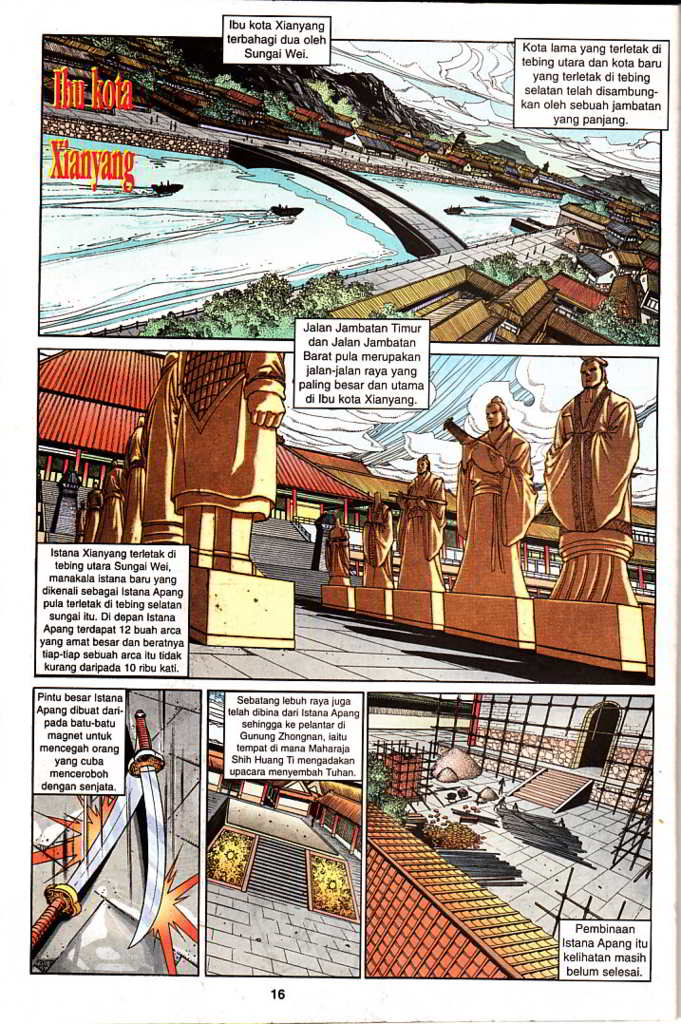 Ibu kota Xianyang
terbahagi dua oleh
Sungai Wei.
Kota lama yang terletak di
tebing utara dan kota baru
yang terletak di tebing
selatan telah disambung-
kan oleh sebuah jambatan
yang panjang.
Ibu kota
Xianyang
Jalan Jambatan Timur
dan Jalan Jambatan
Barat pula merupakan
jalan-jalan raya yang
paling besar dan utama
di Ibu kota Xianyang.
Istana Xianyang terletak di
tebing utara Sungai Wei,
manakala istana baru yang
dikenali sebagai Istana Apang
pula terletak di tebing selatan
sungai itu. Di depan Istana
Apang terdapat 12 buah arca
yang amat besar dan beratnya
tiap-tiap sebuah arca itu tidak
kurang daripada 10 ribu kati.
Pintu besar Istana
Apang dibuat dari-
pada batu-batu
magnet untuk
mencegah orang
yang cuba
menceroboh
dengan senjata.
Sebatang lebuh raya juga
telah dibina dari Istana Apang
sehingga ke pelantar di
Gunung Zhongnan, iaitu
tempat di mana Maharaja
Shih Huang Ti mengadakan
upacara menyembah Tuhan.
Pembinaan
Istana Apang itu
kelihatan masih
belum selesai.
16